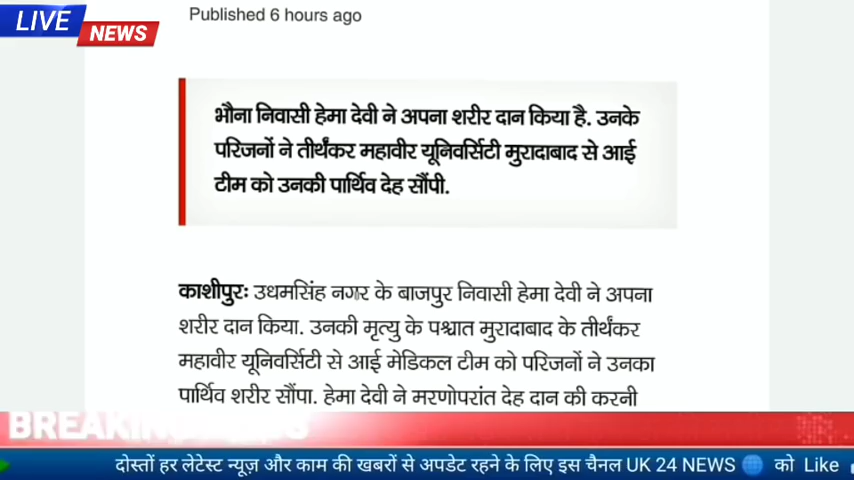 LIVE
NEWS
Published 6 hours ago
भौना निवासी हेमा देवी ने अपना शरीर दान किया है. उनके
परिजनों ने तीर्थंकर महावीर यूनिवर्सिटी मुरादाबाद से आई
टीम को उनकी पार्थिव देह सौंपी.
काशीपुरः उधमसिंह नगर के बाजपुर निवासी हेमा देवी ने अपना
शरीर दान किया. उनकी मृत्यु के पश्चात मुरादाबाद के तीर्थंकर
महावीर यूनिवर्सिटी से आई मेडिकल टीम को परिजनों ने उनका
पार्थिव शरीर सौंपा. हेमा देवी ने मरणोपरांत देह दान की करनी
दोस्तों हर लेटेस्ट न्यूज़ और काम की खबरों से अपडेट रहने के लिए इस चैनल UK 24 NEWS 🌐 को Like